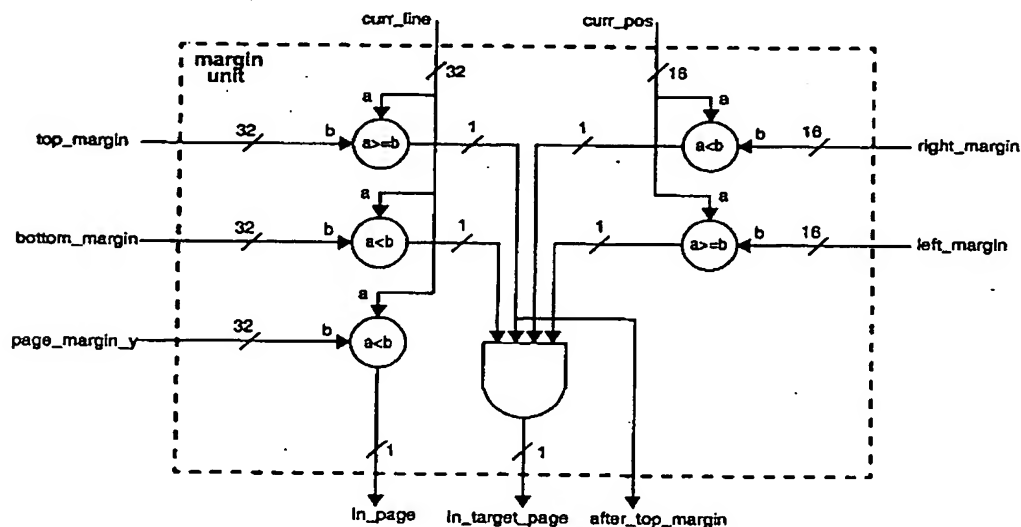 curr_line curr_pos
margin
unit
32 16
a a
top_margin 32 b a>=b 1 1 a<b b 16 right_margin
a a
bottom_margin 32 b a<b 1 1 a>=b b 16 left_margin
a
page_margin_y 32 b a<b
1 1
in_page in_target_page after_top_margin